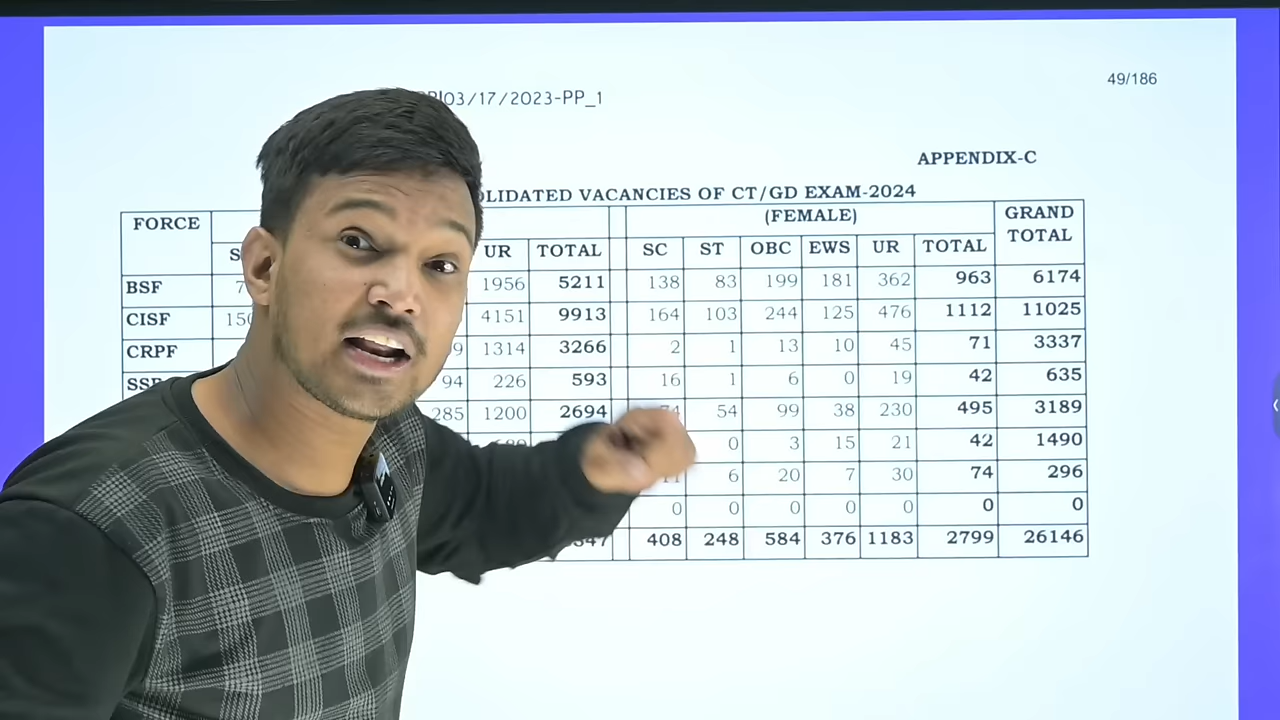 49/186
03/17/2023-PP_1
APPENDIX-C
VACANCIES OF CT/GD EXAM-2024
FORCE (FEMALE) GRAND TOTAL
UR TOTAL SC ST OBC EWS UR TOTAL
BSF 1956 5211 138 83 199 181 362 963 6174
CISF 4151 9913 164 103 244 125 476 1112 11025
CRPF 1314 3266 2 1 13 10 45 71 3337
94 226 593 16 1 6 0 19 42 635
285 1200 2694 54 99 38 230 495 3189
0 3 15 21 42 1490
6 20 7 30 74 296
0 0 0 0 0 0 0
408 248 584 376 1183 2799 26146